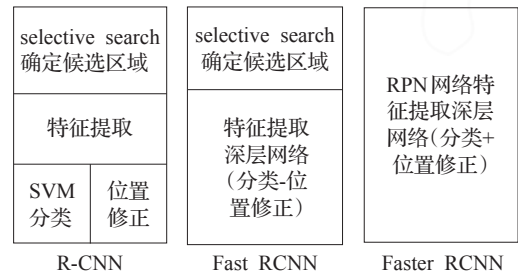 selective search
确定候选区域
特征提取
SVM
分类
位置
修正
R-CNN
selective search
确定候选区域
特征提取
深层网络
（分类-位
置修正）
Fast RCNN
RPN网络特
征提取深层
网络（分类+
位置修正）
Faster RCNN